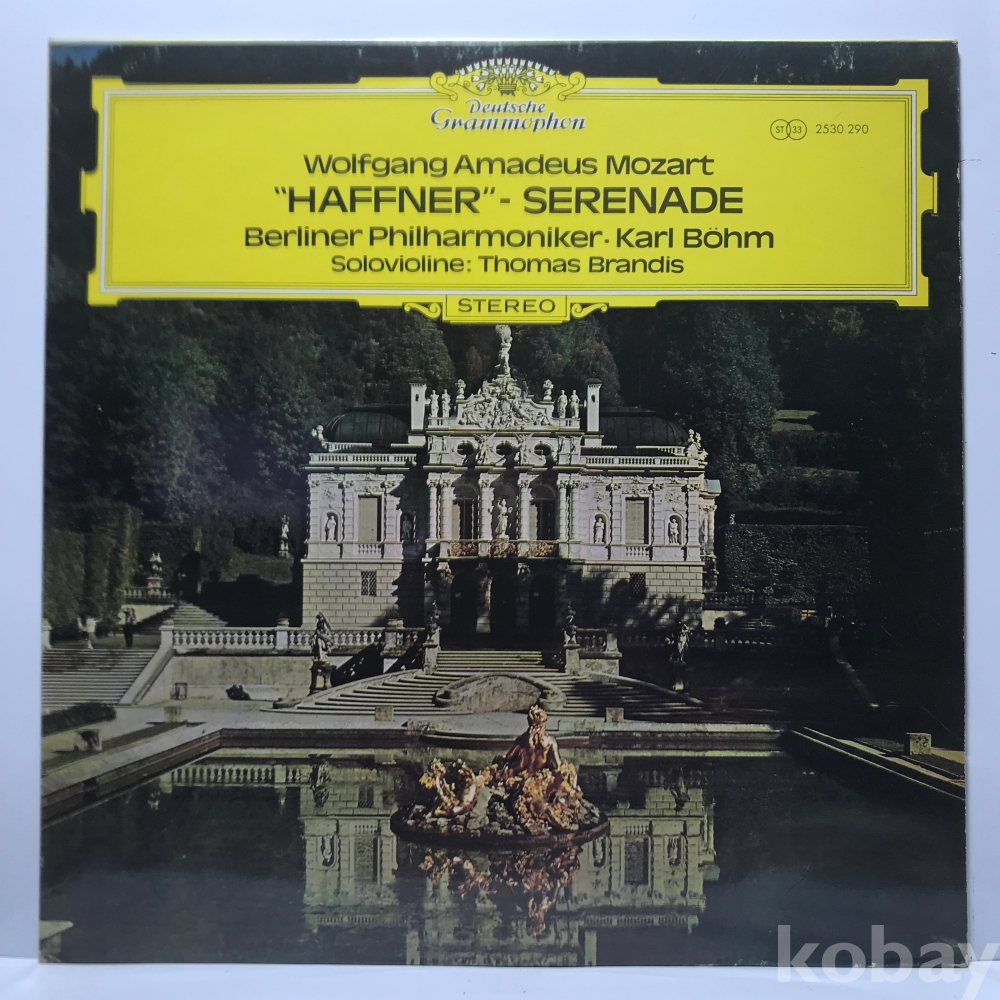 Deutsche
Grammophon
ST 33 2530 290
Wolfgang Amadeus Mozart
“HAFFNER”- SERENADE
Berliner Philharmoniker · Karl Böhm
Solovioline: Thomas Brandis
STEREO
kobay